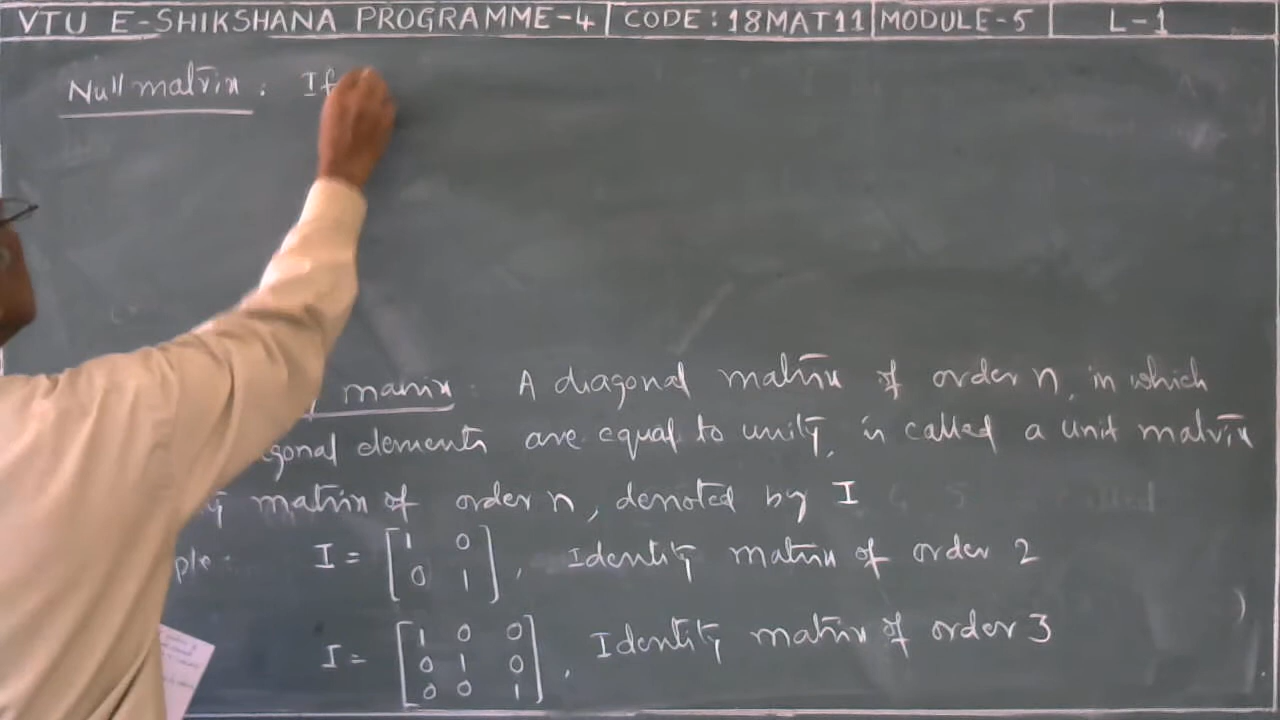 VTU E-SHIKSHANA PROGRAMME-4 CODE: 18MAT11 MODULE-5 L-1
Null matrix : If
matrix : A diagonal matrix of order n, in which
gonal elements are equal to unity, is called a unit matrix
ty matrix of order n, denoted by I
ple: I = [1 0
0 1], Identity matrix of order 2
I = [1 0 0
0 1 0
0 0 1], Identity matrix of order 3